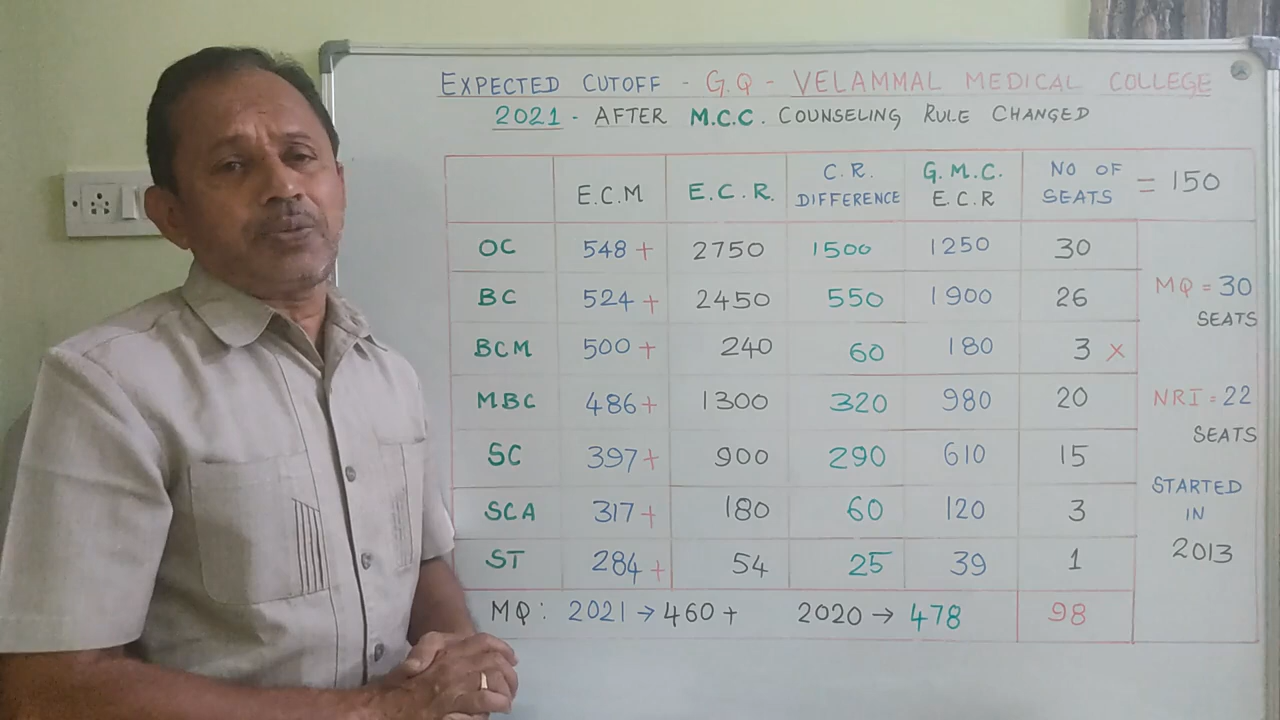 EXPECTED CUTOFF - G.Q - VELAMMAL MEDICAL COLLEGE
2021 - AFTER M.C.C. COUNSELING RULE CHANGED
E.C.M E.C.R. C.R. DIFFERENCE G.M.C. E.C.R NO OF SEATS = 150
OC 548 + 2750 1500 1250 30
BC 524 + 2450 550 1900 26
BCM 500 + 240 60 180 3 X
MBC 486 + 1300 320 980 20
SC 397 + 900 290 610 15
SCA 317 + 180 60 120 3
ST 284 + 54 25 39 1
MQ : 2021 → 460 + 2020 → 478 98
MQ = 30
SEATS
NRI = 22
SEATS
STARTED
IN
2013